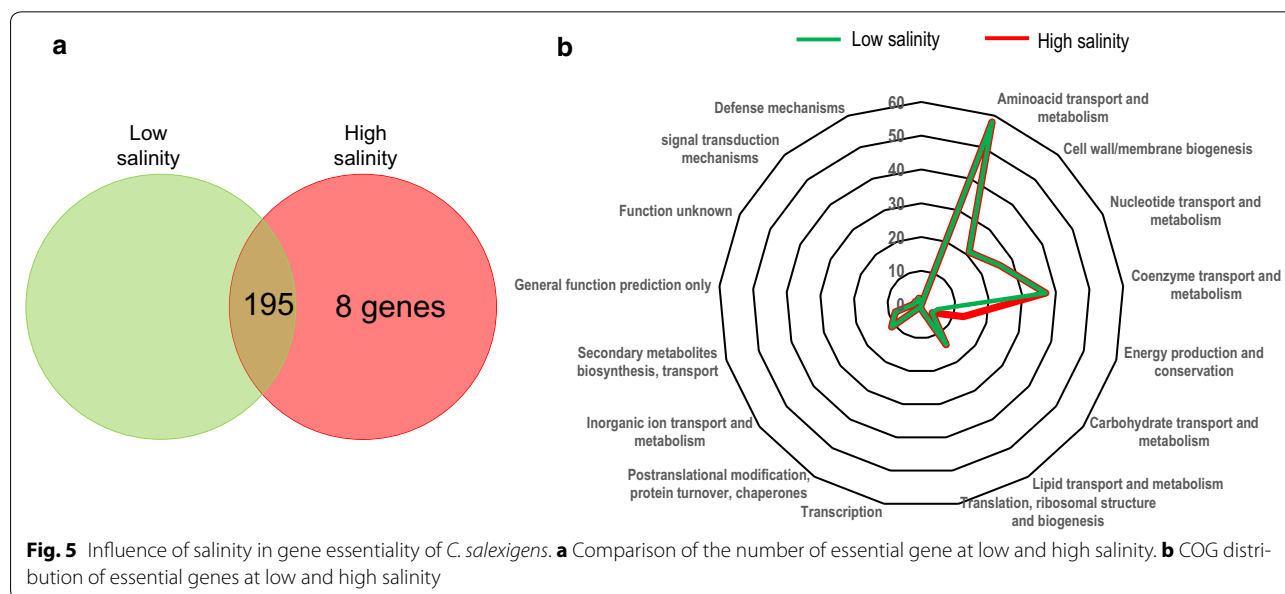 a
Low
salinity
High
salinity
195
8 genes
b
Low salinity
High salinity
60
50
40
30
20
10
0
Aminoacid transport and
metabolism
Cell wall/membrane biogenesis
Nucleotide transport and
metabolism
Coenzyme transport and
metabolism
Energy production and
conservation
Carbohydrate transport and
metabolism
Lipid transport and metabolism
Translation, ribosomal structure
and biogenesis
Transcription
Postranslational modification,
protein turnover, chaperones
Inorganic ion transport and
metabolism
Secondary metabolites
biosynthesis, transport
General function prediction only
Function unknown
signal transduction
mechanisms
Defense mechanisms
Fig. 5 Influence of salinity in gene essentiality of C. salexigens. a Comparison of the number of essential gene at low and high salinity. b COG distri-
bution of essential genes at low and high salinity